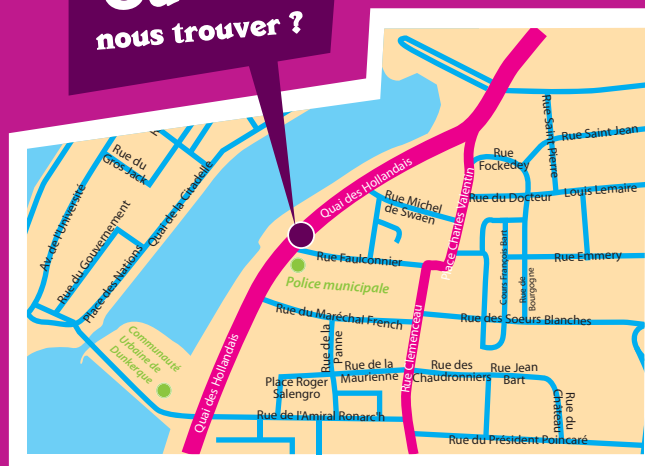 nous trouver ?
Rue du
Gros Jack
Av. de l'Université
Rue du Gouvernement
Quai de la Citadelle
Place des Nations
Communauté
Urbaine de
Dunkerque
Quai des Hollandais
Rue Michel
de Swaën
Place Charles Valentin
Rue
Fockedey
Rue Saint Pierre
Rue Saint Jean
Rue du Docteur Louis Lemaire
Rue Faulconnier
Police municipale
Cours François Bart
Rue de
Bourgogne
Rue Emmery
Rue du Maréchal French
Rue des Soeurs Blanches
Quai des Hollandais
Rue de la
Panne
Rue de la
Maurienne
Rue Clemenceau
Rue des
Chaudronniers
Rue Jean
Bart
Rue du
Château
Place Roger
Salengro
Rue de l'Amiral Ronarc'h
Rue du Président Poincaré